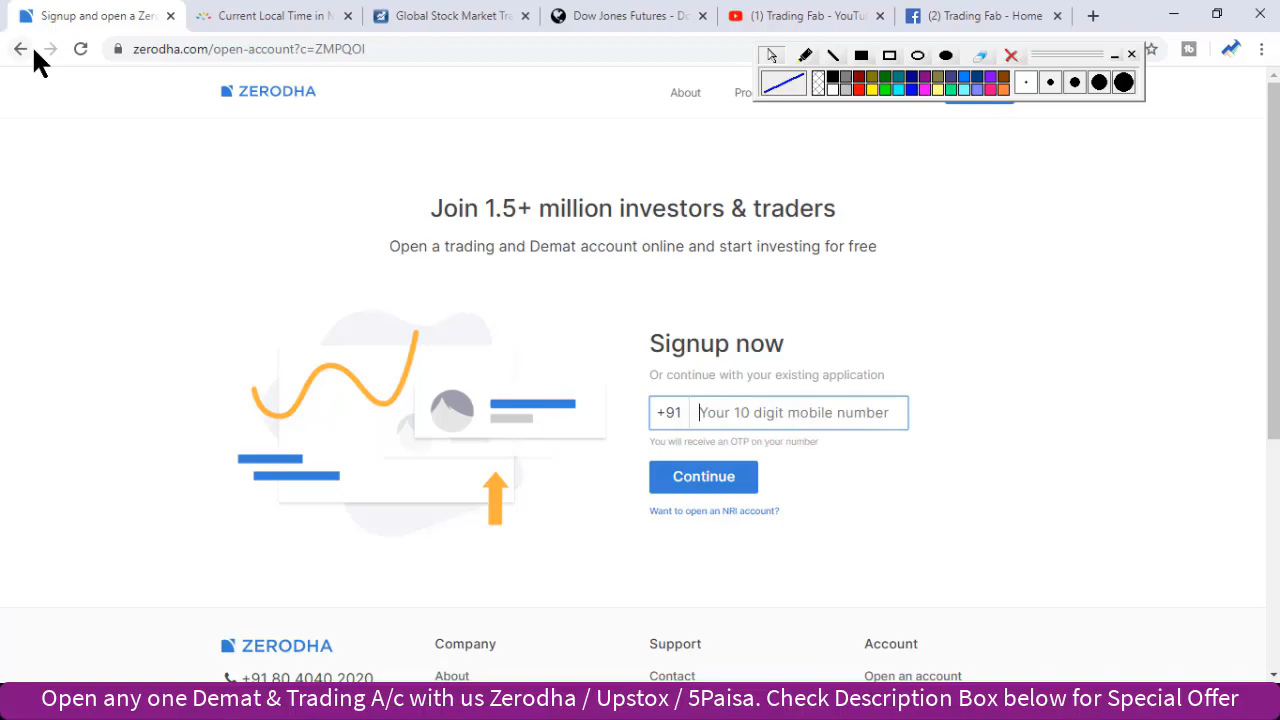 Signup and open a Zer
Current Local Time in N
Global Stock Market Tr
Dow Jones Futures - Do
(1) Trading Fab - YouTu
(2) Trading Fab - Home
zerodha.com/open-account?c=ZMPQOI
ZERODHA
About
Pro
Join 1.5+ million investors & traders
Open a trading and Demat account online and start investing for free
Signup now
Or continue with your existing application
+91 Your 10 digit mobile number
You will receive an OTP on your number
Continue
Want to open an NRI account?
ZERODHA
Company
Support
Account
+91 80 4040 2020
About
Contact
Open an account
Open any one Demat & Trading A/c with us Zerodha / Upstox / 5Paisa. Check Description Box below for Special Offer